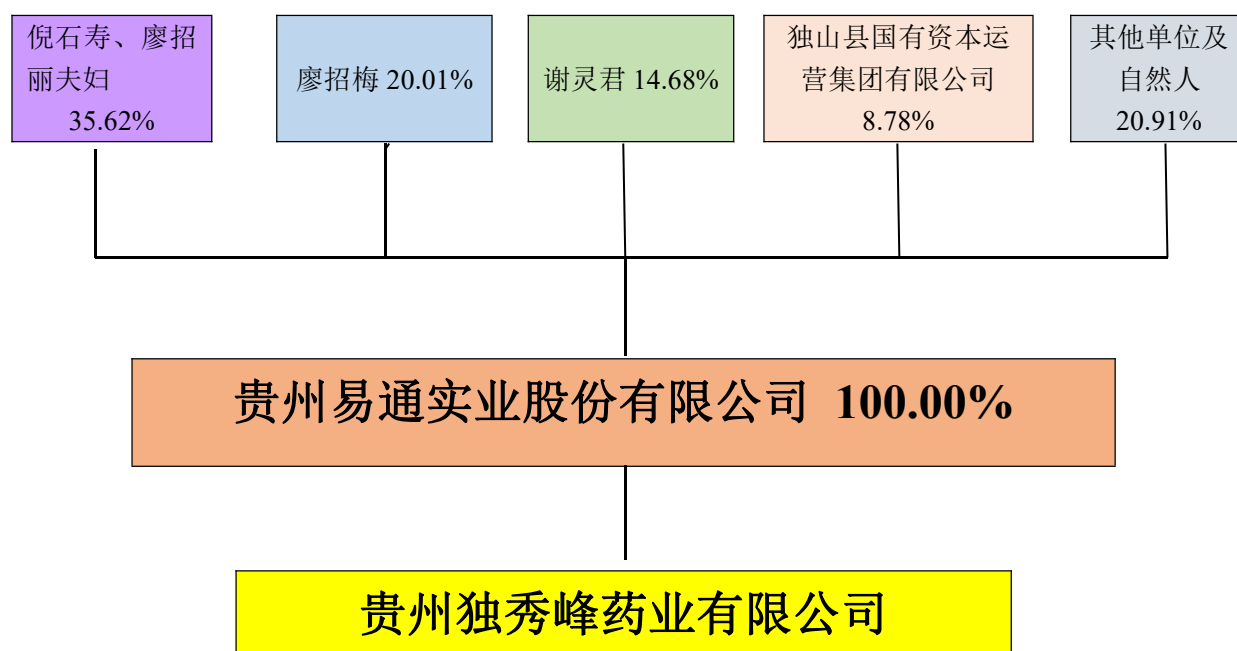 倪石寿、廖招
丽夫妇
35.62%
廖招梅 20.01%
谢灵君 14.68%
独山县国有资本运
营集团有限公司
8.78%
其他单位及
自然人
20.91%
贵州易通实业股份有限公司 100.00%
贵州独秀峰药业有限公司